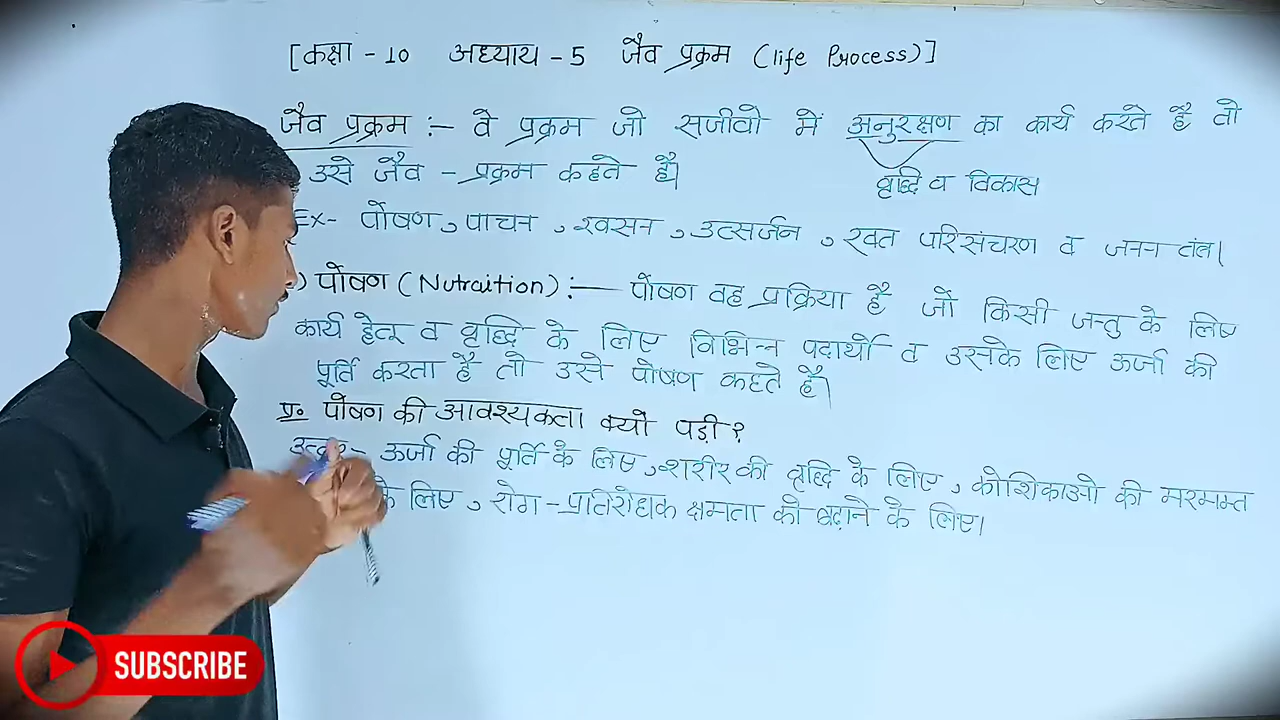 [कक्षा - 10 अध्याय - 5 जैव प्रक्रम (life Process)]
जैव प्रक्रम :- वे प्रक्रम जो सजीवो में अनुरक्षण का कार्य करते है तो
उसे जैव - प्रक्रम कहते है।
वृद्धि व विकास
Ex- पोषण, पाचन, श्वसन, उत्सर्जन, रक्त परिसंचरण व जनन तंत्र।
) पोषण (Nutraition) :- पोषण वह प्रक्रिया है जो किसी जन्तु के लिए
कार्य हेतू व वृद्धि के लिए विभिन्न पदार्थो व उसके लिए ऊर्जा की
पूर्ति करता है तो उसे पोषण कहते है।
प्र० पोषण की आवश्यकता क्यो पड़ी ?
उत्तर - ऊर्जा की पूर्ति के लिए, शरीर की वृद्धि के लिए, कोशिकाओ की मरम्मत
के लिए, रोग - प्रतिरोधक क्षमता को बढ़ाने के लिए।
SUBSCRIBE